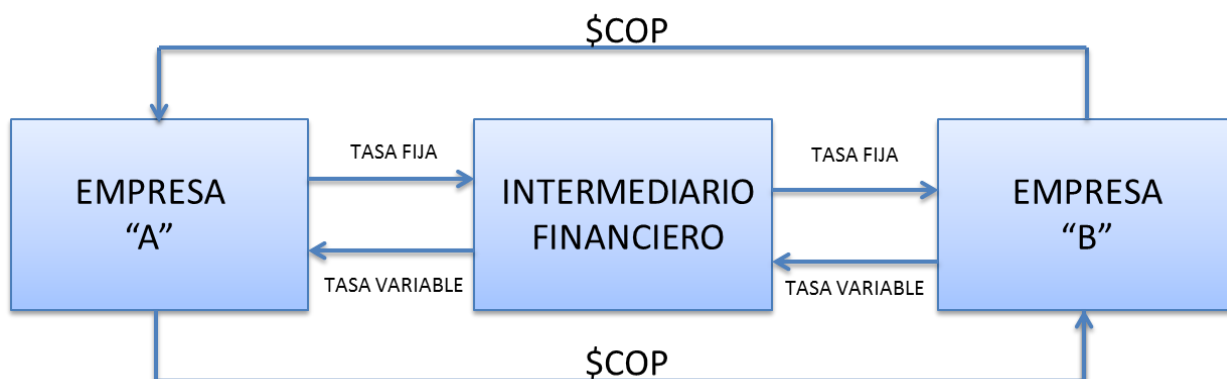 $COP
EMPRESA
“A”
TASA FIJA
TASA VARIABLE
INTERMEDIARIO
FINANCIERO
TASA FIJA
TASA VARIABLE
EMPRESA
“B”
$COP